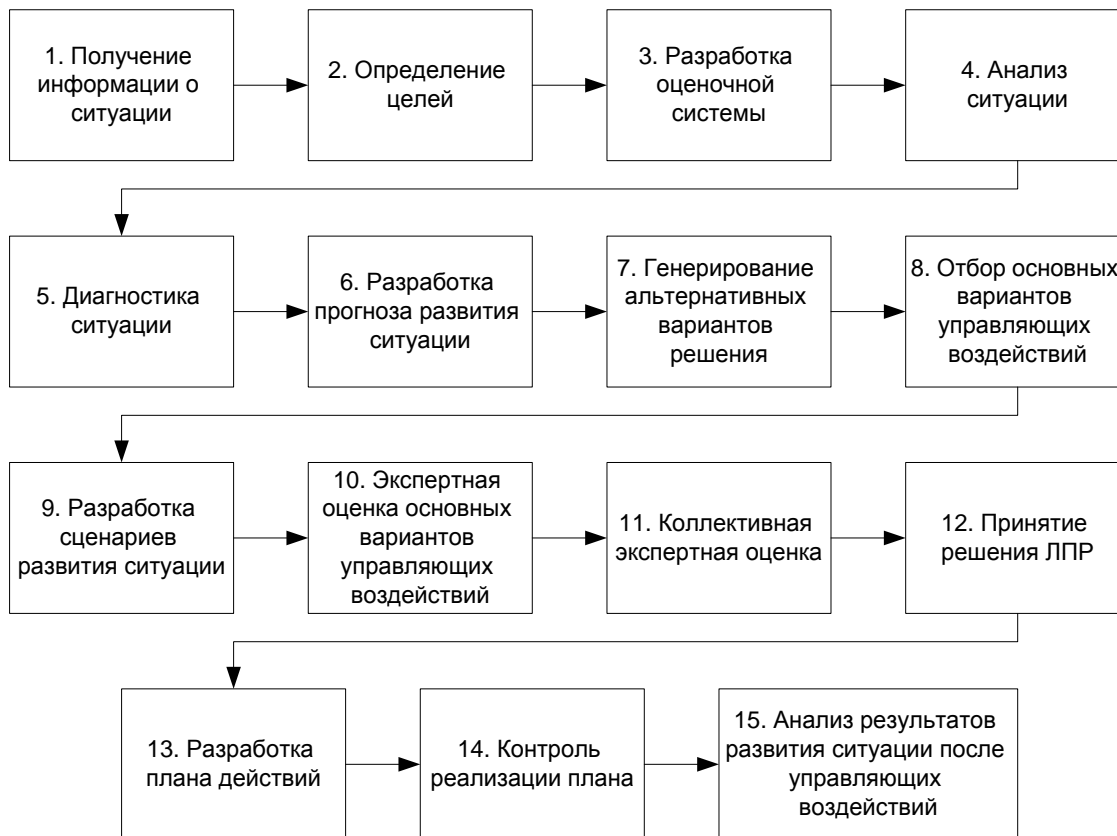 1. Получение
информации о
ситуации
2. Определение
целей
3. Разработка
оценочной
системы
4. Анализ
ситуации
5. Диагностика
ситуации
6. Разработка
прогноза развития
ситуации
7. Генерирование
альтернативных
вариантов
решения
8. Отбор основных
вариантов
управляющих
воздействий
9. Разработка
сценариев
развития ситуации
10. Экспертная
оценка основных
вариантов
управляющих
воздействий
11. Коллективная
экспертная оценка
12. Принятие
решения ЛПР
13. Разработка
плана действий
14. Контроль
реализации плана
15. Анализ результатов
развития ситуации после
управляющих
воздействий